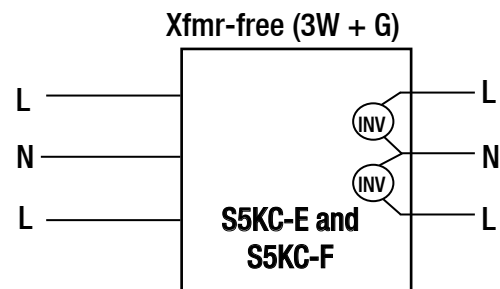 Xfmr-free (3W + G)
L
L
INV
N
N
INV
L
L
S5KC-E and
S5KC-F